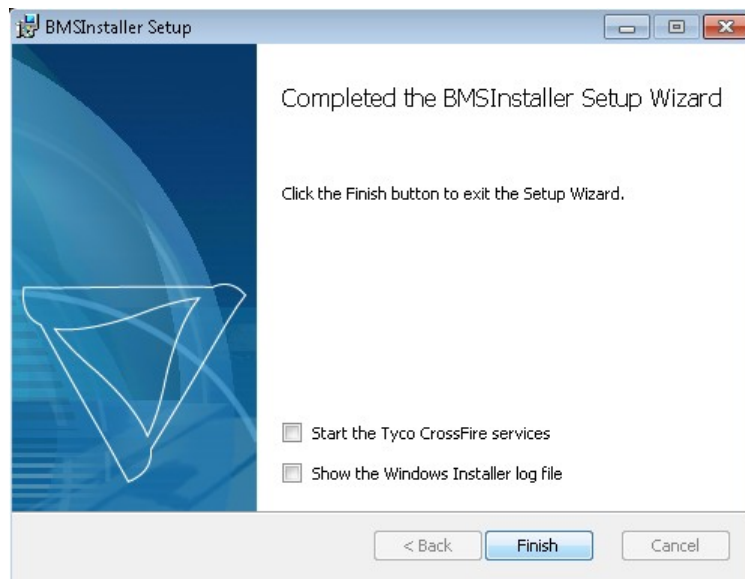 BMSInstaller Setup
Completed the BMSInstaller Setup Wizard
Click the Finish button to exit the Setup Wizard.
Start the Tyco CrossFire services
Show the Windows Installer log file
< Back
Finish
Cancel